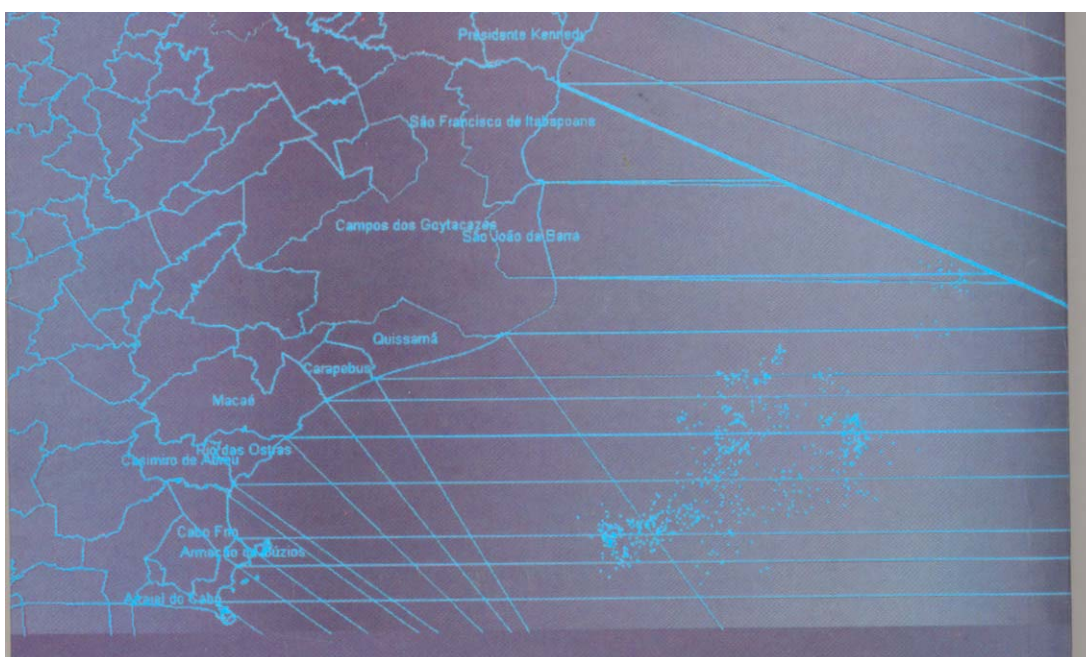 Presidente Kennedy
São Francisco de Itabapoana
Campos dos Goytacazes
São João da Barra
Quissamã
Carapebus
Macaé
Rio das Ostras
Casimiro de Abreu
Cabo Frio
Armação de Búzios
Arraial do Cabo